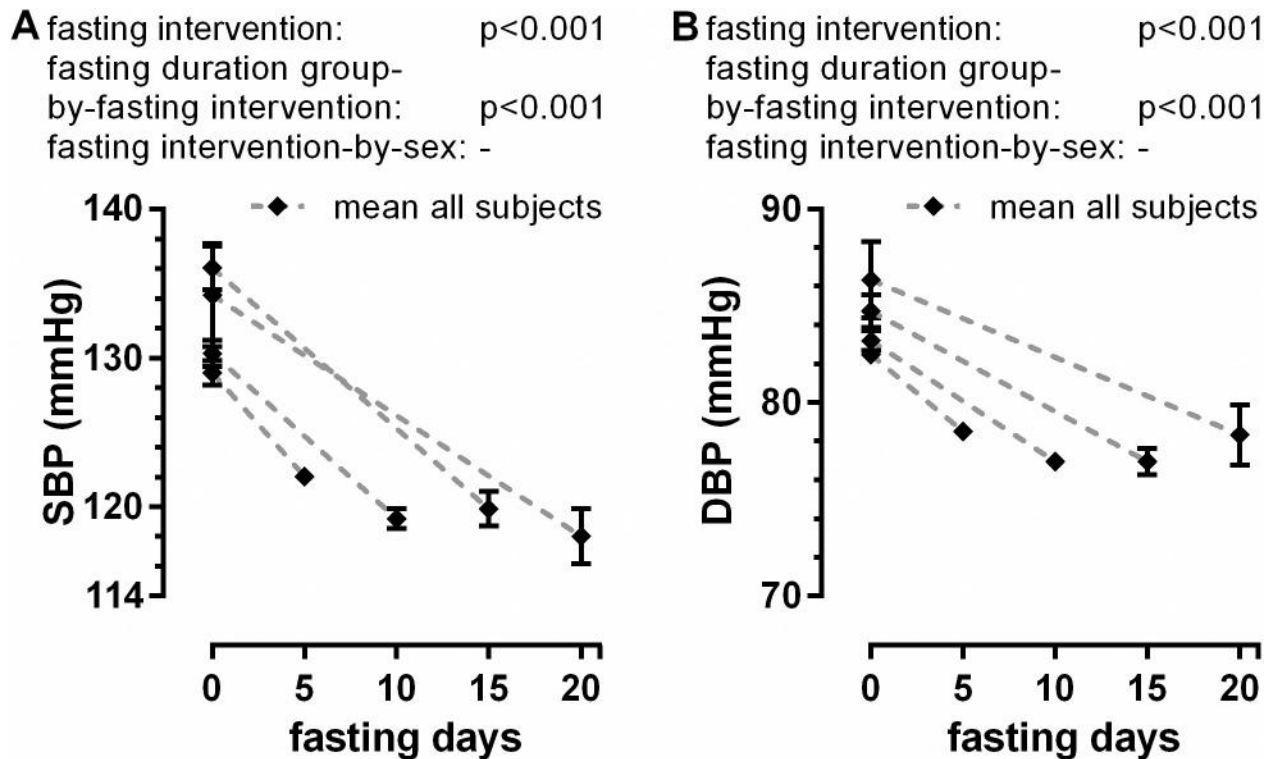 A fasting intervention: p<0.001
fasting duration group-
by-fasting intervention: p<0.001
fasting intervention-by-sex: -
mean all subjects
140
130
120
114
SBP (mmHg)
0 5 10 15 20
fasting days
B fasting intervention: p<0.001
fasting duration group-
by-fasting intervention: p<0.001
fasting intervention-by-sex: -
mean all subjects
90
80
70
DBP (mmHg)
0 5 10 15 20
fasting days